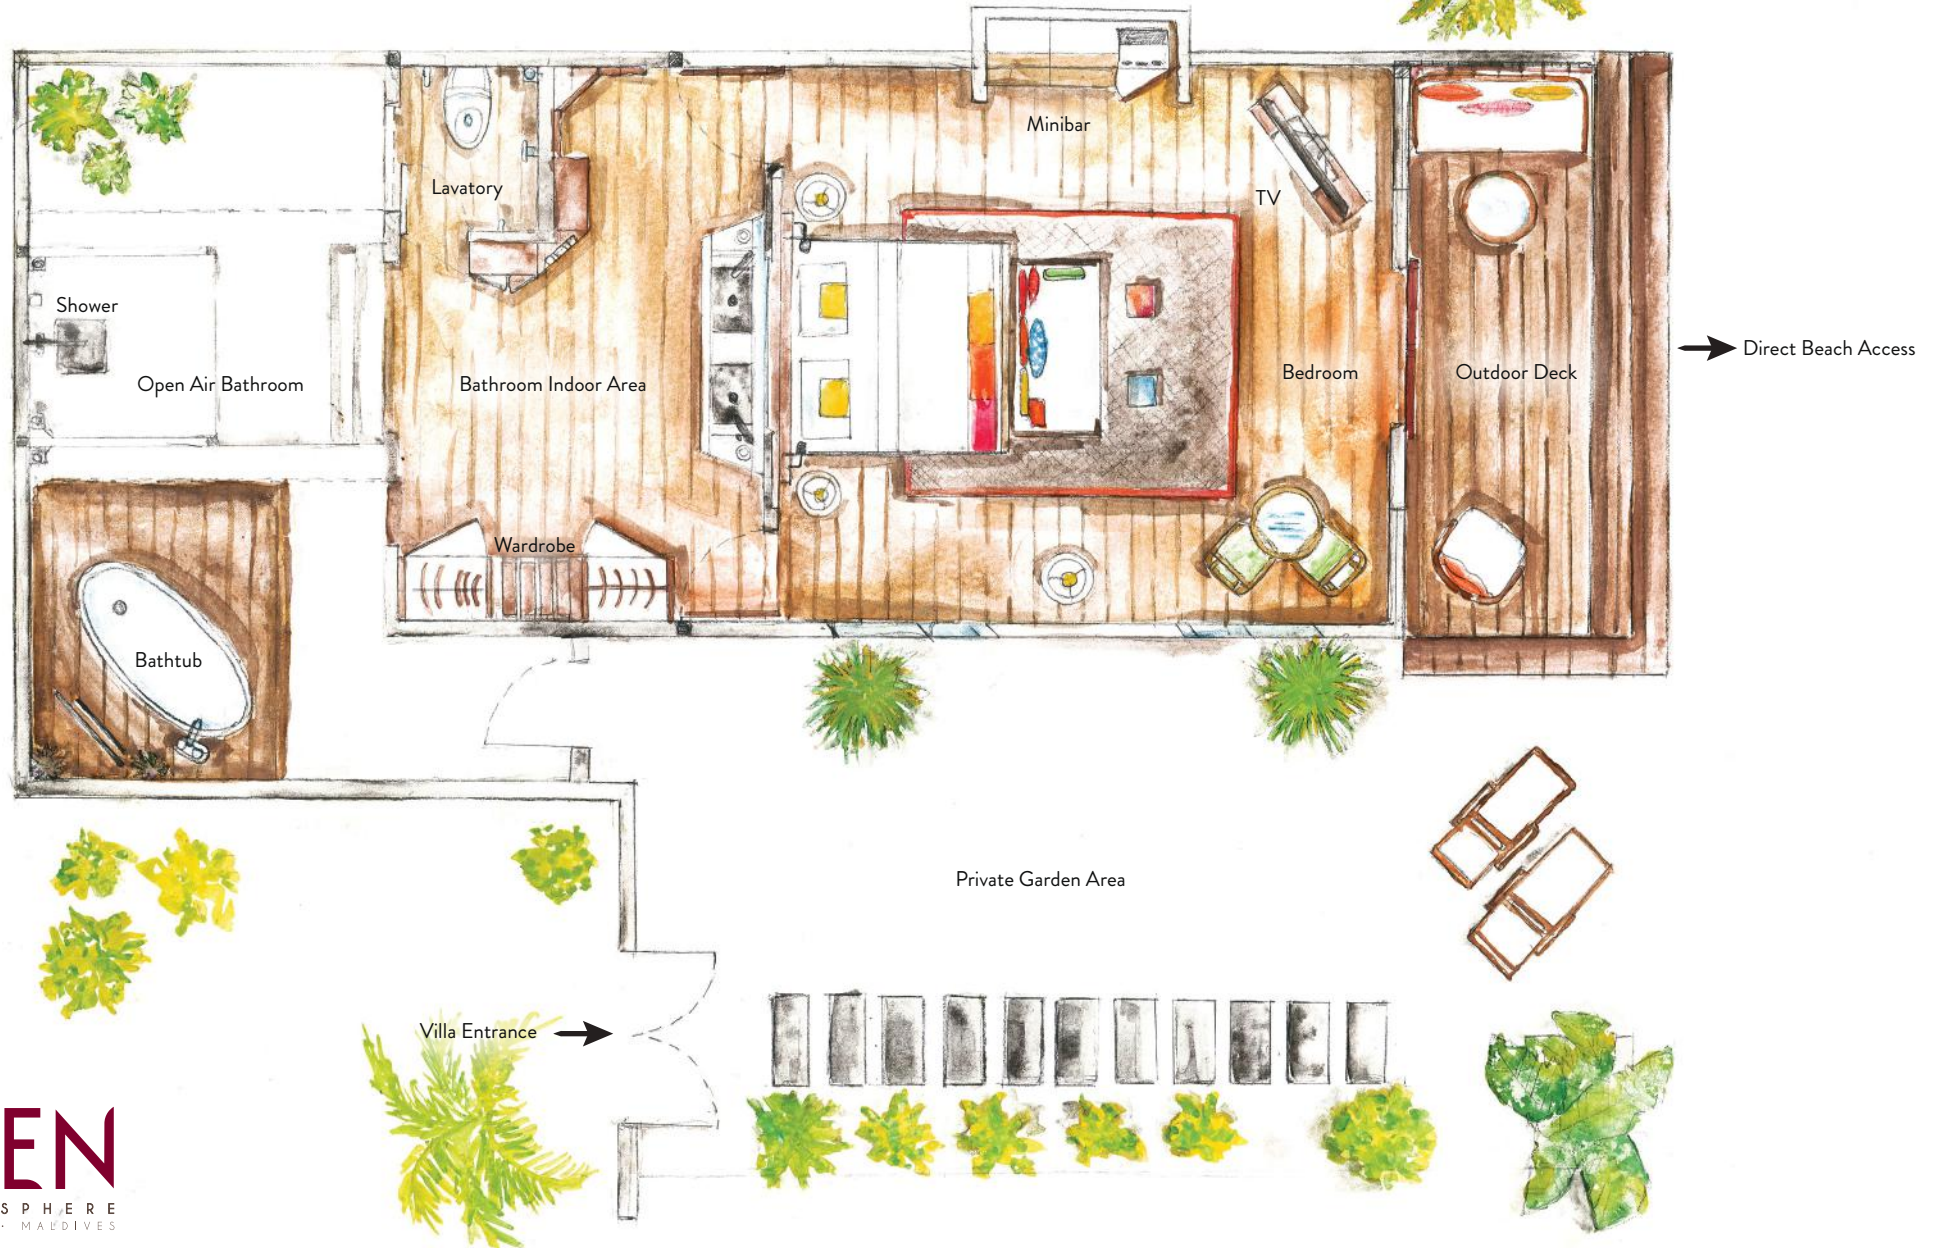 Minibar
Lavatory
TV
Shower
Direct Beach Access
Open Air Bathroom
Bathroom Indoor Area
Bedroom
Outdoor Deck
Wardrobe
Bathtub
Private Garden Area
Villa Entrance
EN
SPHERE
· MALDIVES